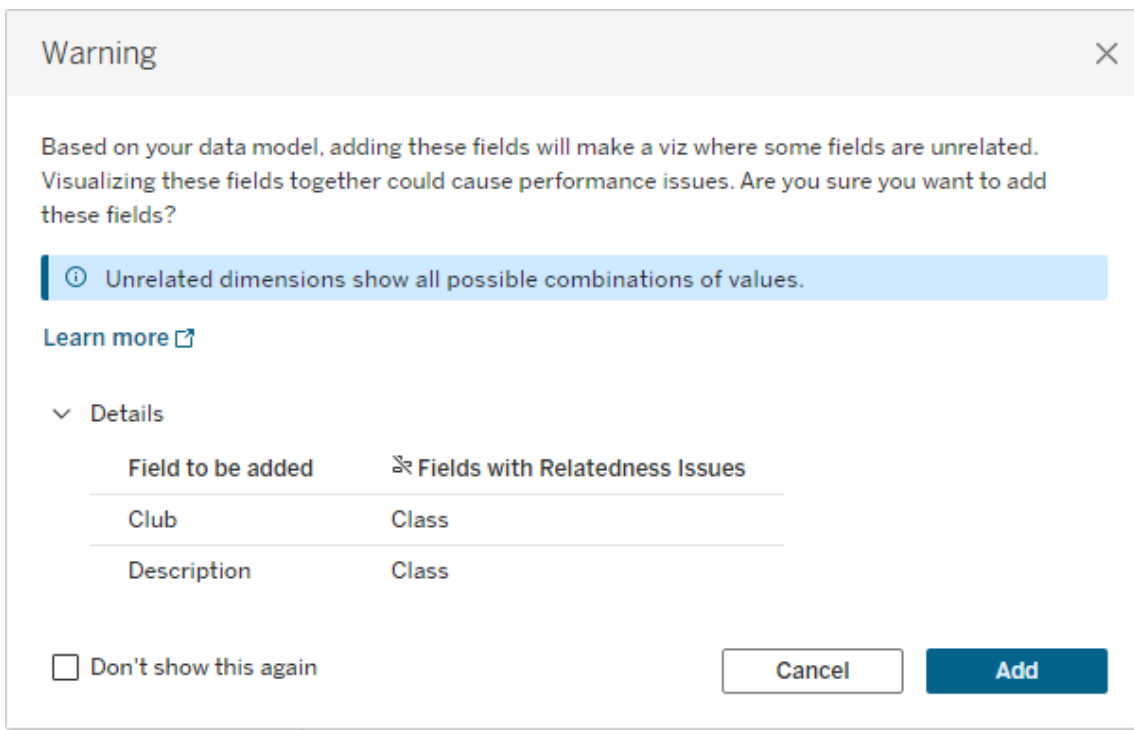 Warning
Based on your data model, adding these fields will make a viz where some fields are unrelated.
Visualizing these fields together could cause performance issues. Are you sure you want to add
these fields?
Unrelated dimensions show all possible combinations of values.
Learn more
Details
Field to be added Fields with Relatedness Issues
Club Class
Description Class
Don't show this again Cancel Add